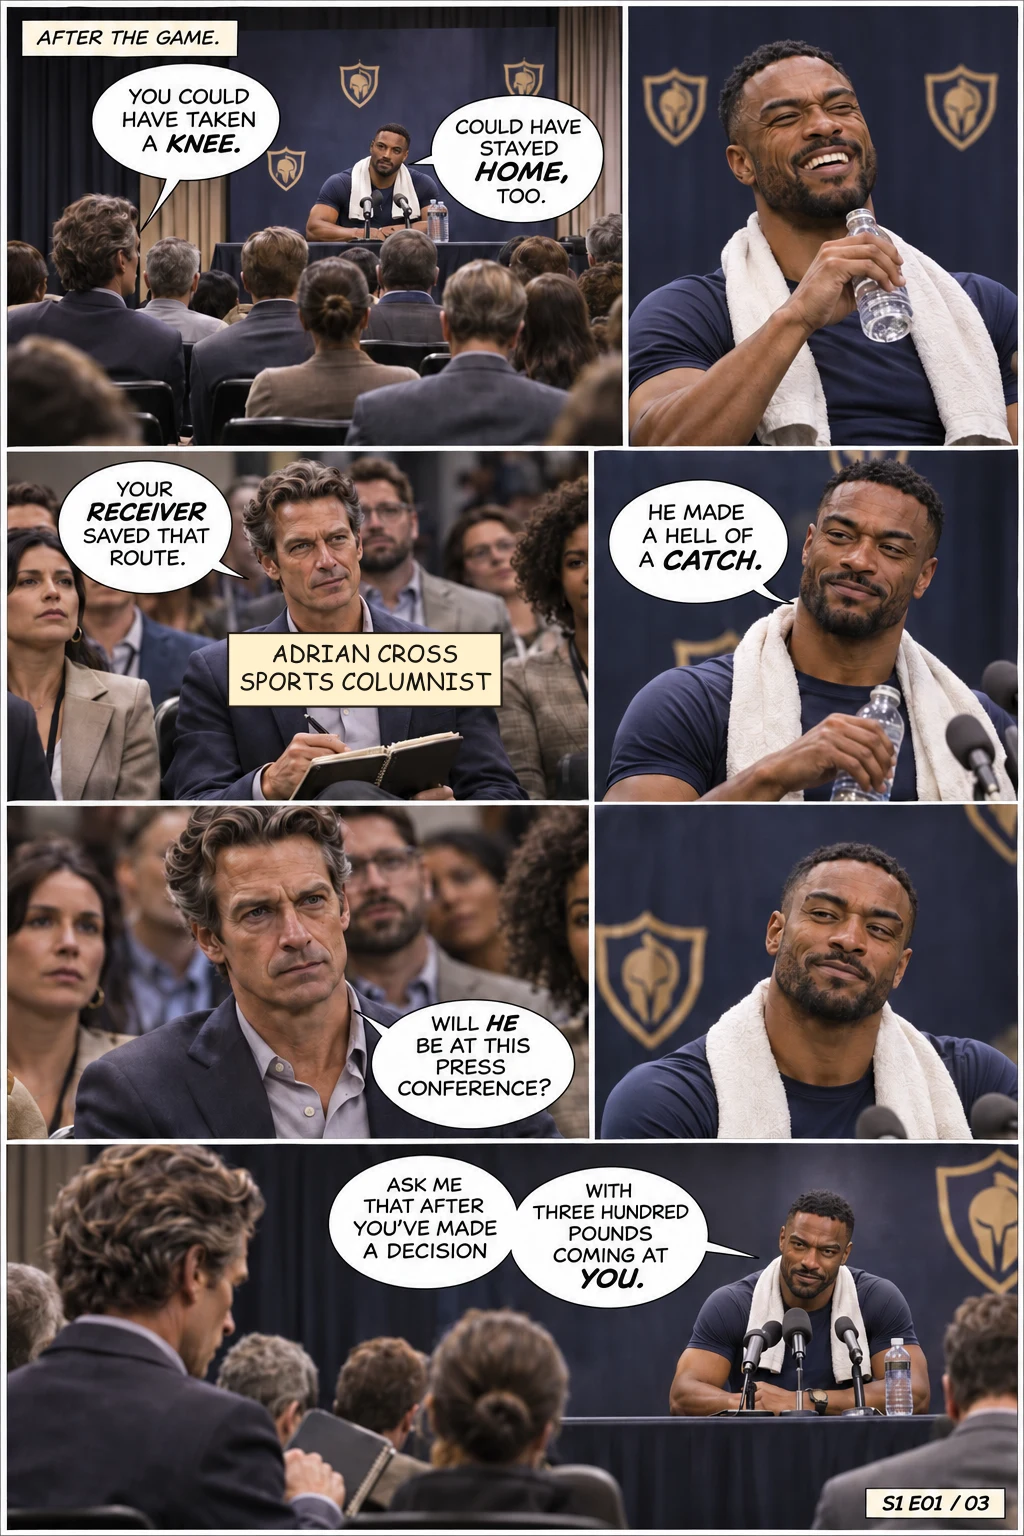 AFTER THE GAME.
YOU COULD
HAVE TAKEN
A KNEE.
COULD HAVE
STAYED
HOME,
TOO.
YOUR
RECEIVER
SAVED THAT
ROUTE.
ADRIAN CROSS
SPORTS COLUMNIST
HE MADE
A HELL OF
A CATCH.
WILL HE
BE AT THIS
PRESS
CONFERENCE?
ASK ME
THAT AFTER
YOU'VE MADE
A DECISION
WITH
THREE HUNDRED
POUNDS
COMING AT
YOU.
S1 E01 / 03